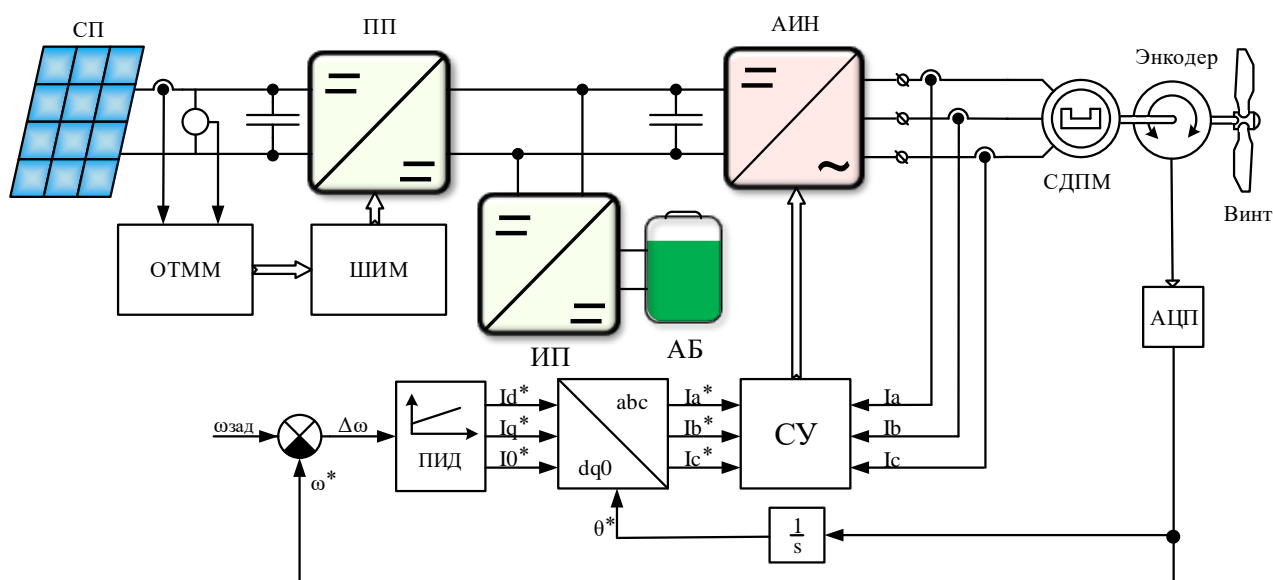 СП
ПП
АИН
Энкодер
СДПМ
Винт
ОТММ
ШИМ
АЦП
ИП
АБ
ωзад
Δω
ω*
ПИД
Id*
Iq*
I0*
abc
dq0
Ia*
Ib*
Ic*
СУ
Ia
Ib
Ic
θ*
1
s